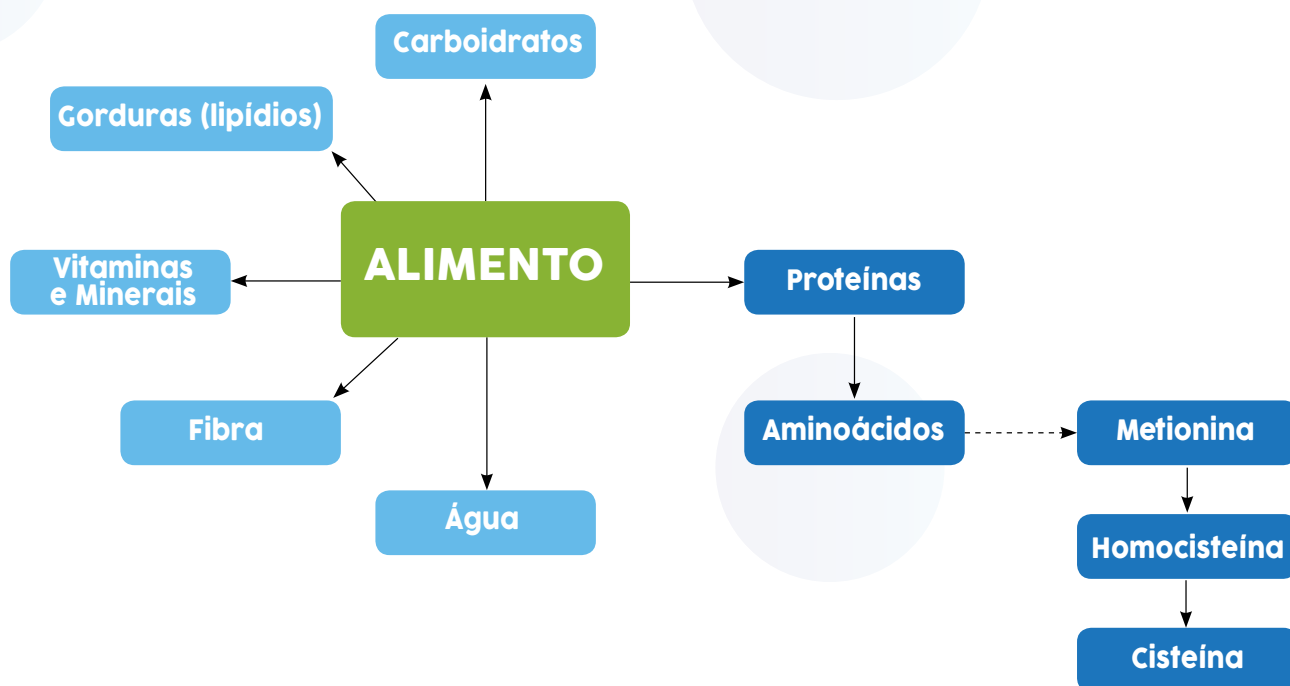 Carboidratos
Gorduras (lipídios)
ALIMENTO
Vitaminas
e Minerais
Proteínas
Fibra
Aminoácidos
Metionina
Água
Homocisteína
Cisteína